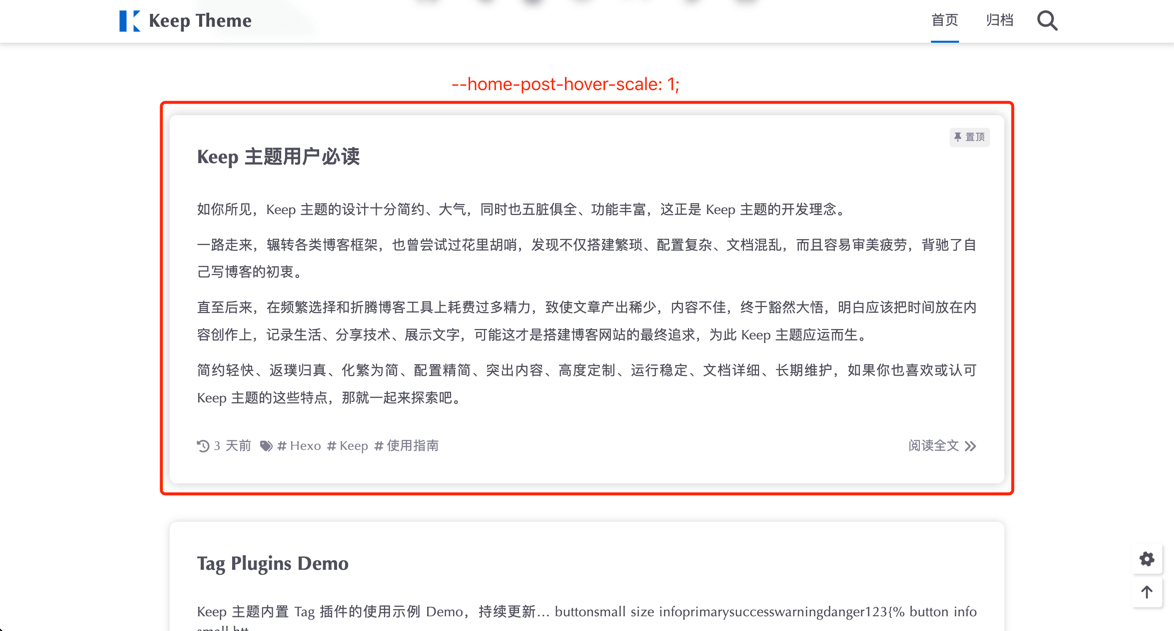 Keep Theme
首页
归档
--home-post-hover-scale: 1;
置顶
Keep 主题用户必读
如你所见，Keep 主题的设计十分简约、大气，同时也五脏俱全、功能丰富，这正是 Keep 主题的开发理念。
一路走来，辗转各类博客框架，也曾尝试过花里胡哨，发现不仅搭建繁琐、配置复杂、文档混乱，而且容易审美疲劳，背驰了自
己写博客的初衷。
直至后来，在频繁选择和折腾博客工具上耗费过多精力，致使文章产出稀少，内容不佳，终于豁然大悟，明白应该把时间放在内
容创作上，记录生活、分享技术、展示文字，可能这才是搭建博客网站的最终追求，为此 Keep 主题应运而生。
简约轻快、返璞归真、化繁为简、配置精简、突出内容、高度定制、运行稳定、文档详细、长期维护，如果你也喜欢或认可
Keep 主题的这些特点，那就一起来探索吧。
3 天前 # Hexo # Keep # 使用指南
阅读全文
Tag Plugins Demo
Keep 主题内置 Tag 插件的使用示例 Demo，持续更新... buttonsmall size infoprimarysuccesswarningdanger123{% button info